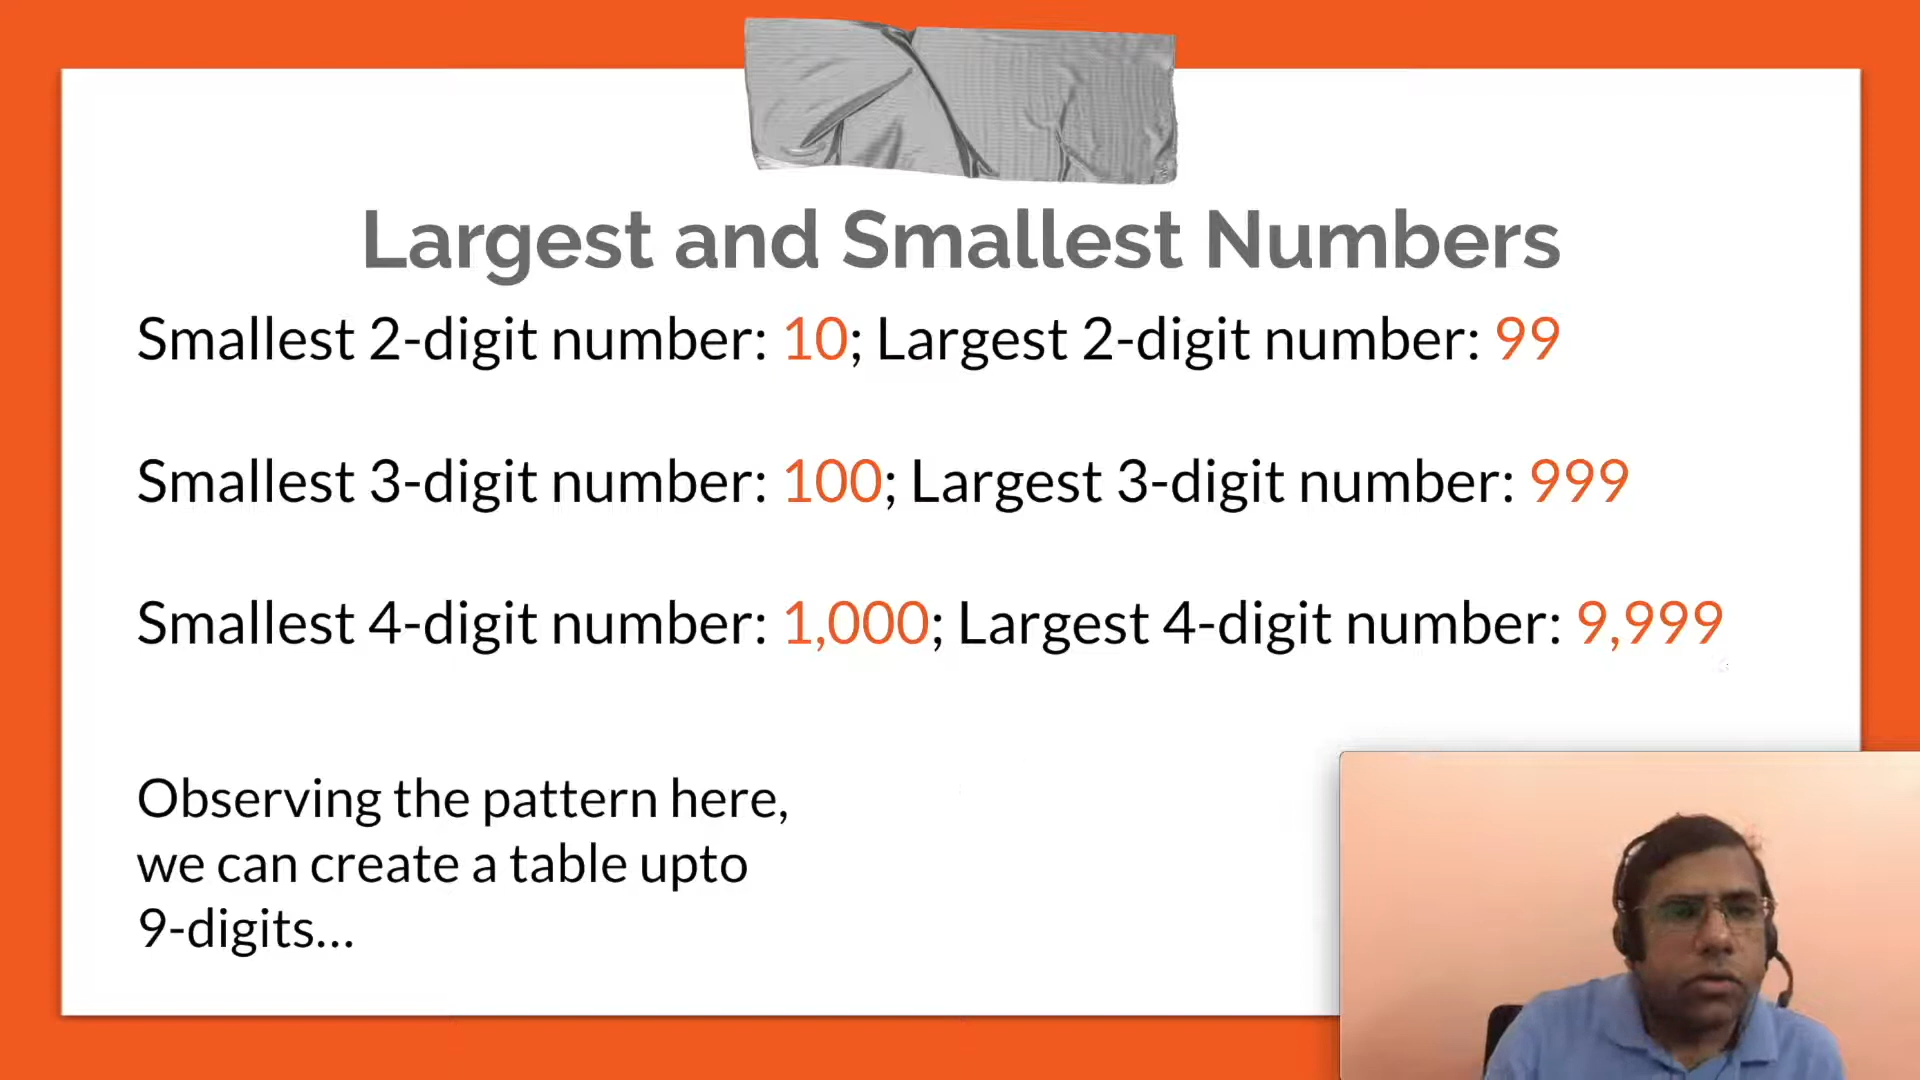 Largest and Smallest Numbers
Smallest 2-digit number: 10; Largest 2-digit number: 99
Smallest 3-digit number: 100; Largest 3-digit number: 999
Smallest 4-digit number: 1,000; Largest 4-digit number: 9,999
Observing the pattern here,
we can create a table upto
9-digits...